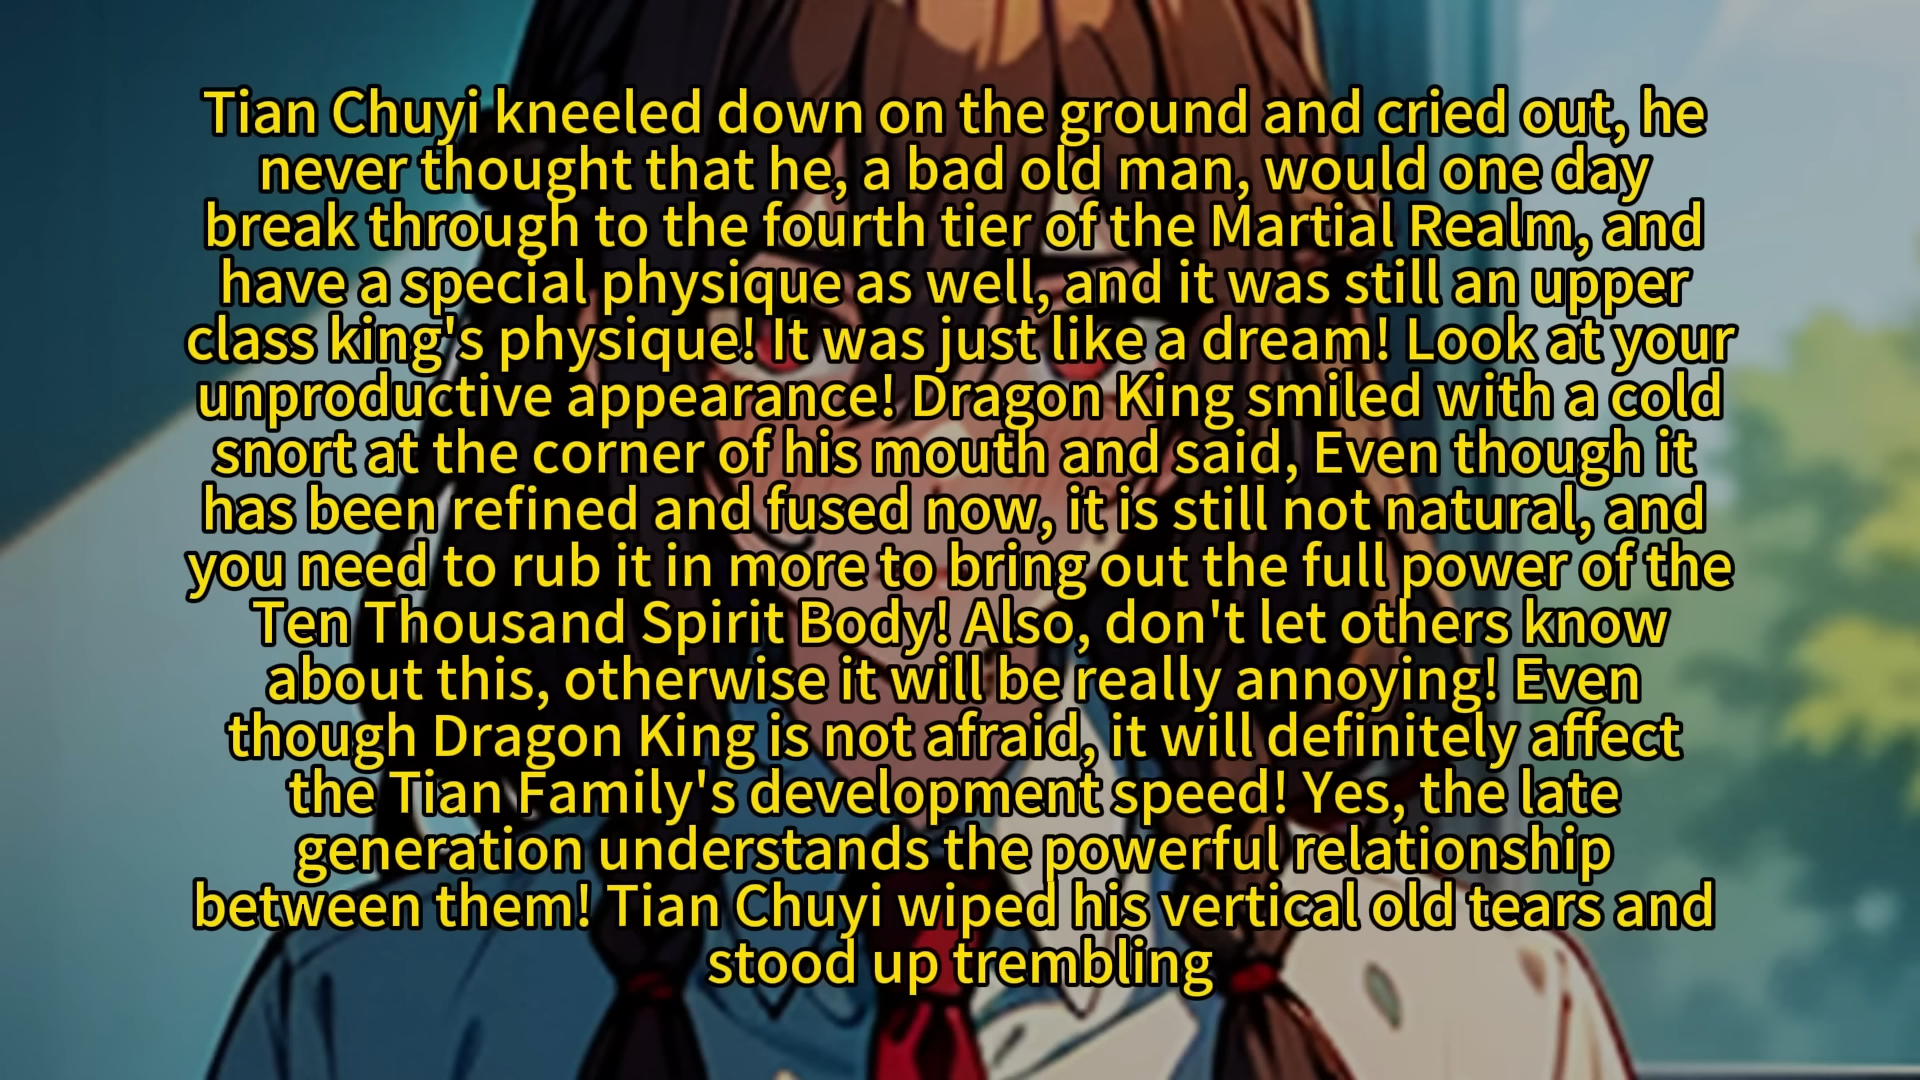 Tian Chuyi kneeled down on the ground and cried out, he
never thought that he, a bad old man, would one day
break through to the fourth tier of the Martial Realm, and
have a special physique as well, and it was still an upper
class king's physique! It was just like a dream! Look at your
unproductive appearance! Dragon King smiled with a cold
snort at the corner of his mouth and said, Even though it
has been refined and fused now, it is still not natural, and
you need to rub it in more to bring out the full power of the
Ten Thousand Spirit Body! Also, don't let others know
about this, otherwise it will be really annoying! Even
though Dragon King is not afraid, it will definitely affect
the Tian Family's development speed! Yes, the late
generation understands the powerful relationship
between them! Tian Chuyi wiped his vertical old tears and
stood up trembling